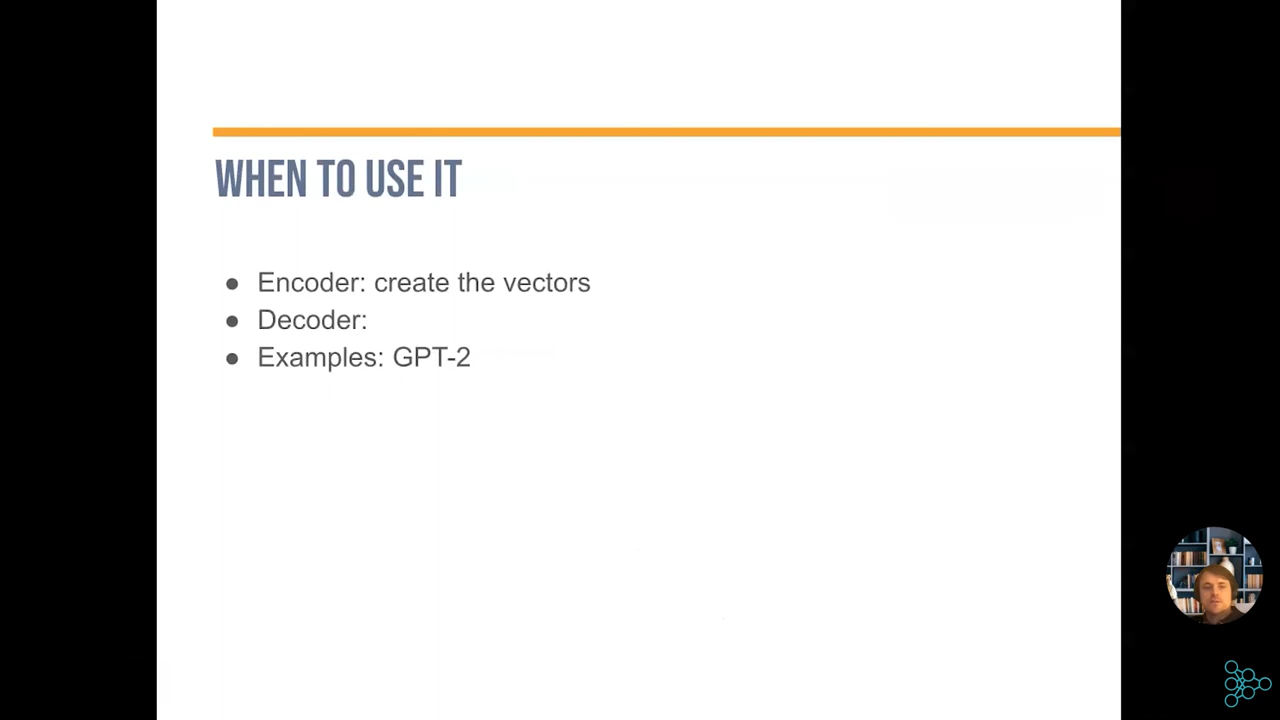 WHEN TO USE IT
● Encoder: create the vectors
● Decoder:
● Examples: GPT-2